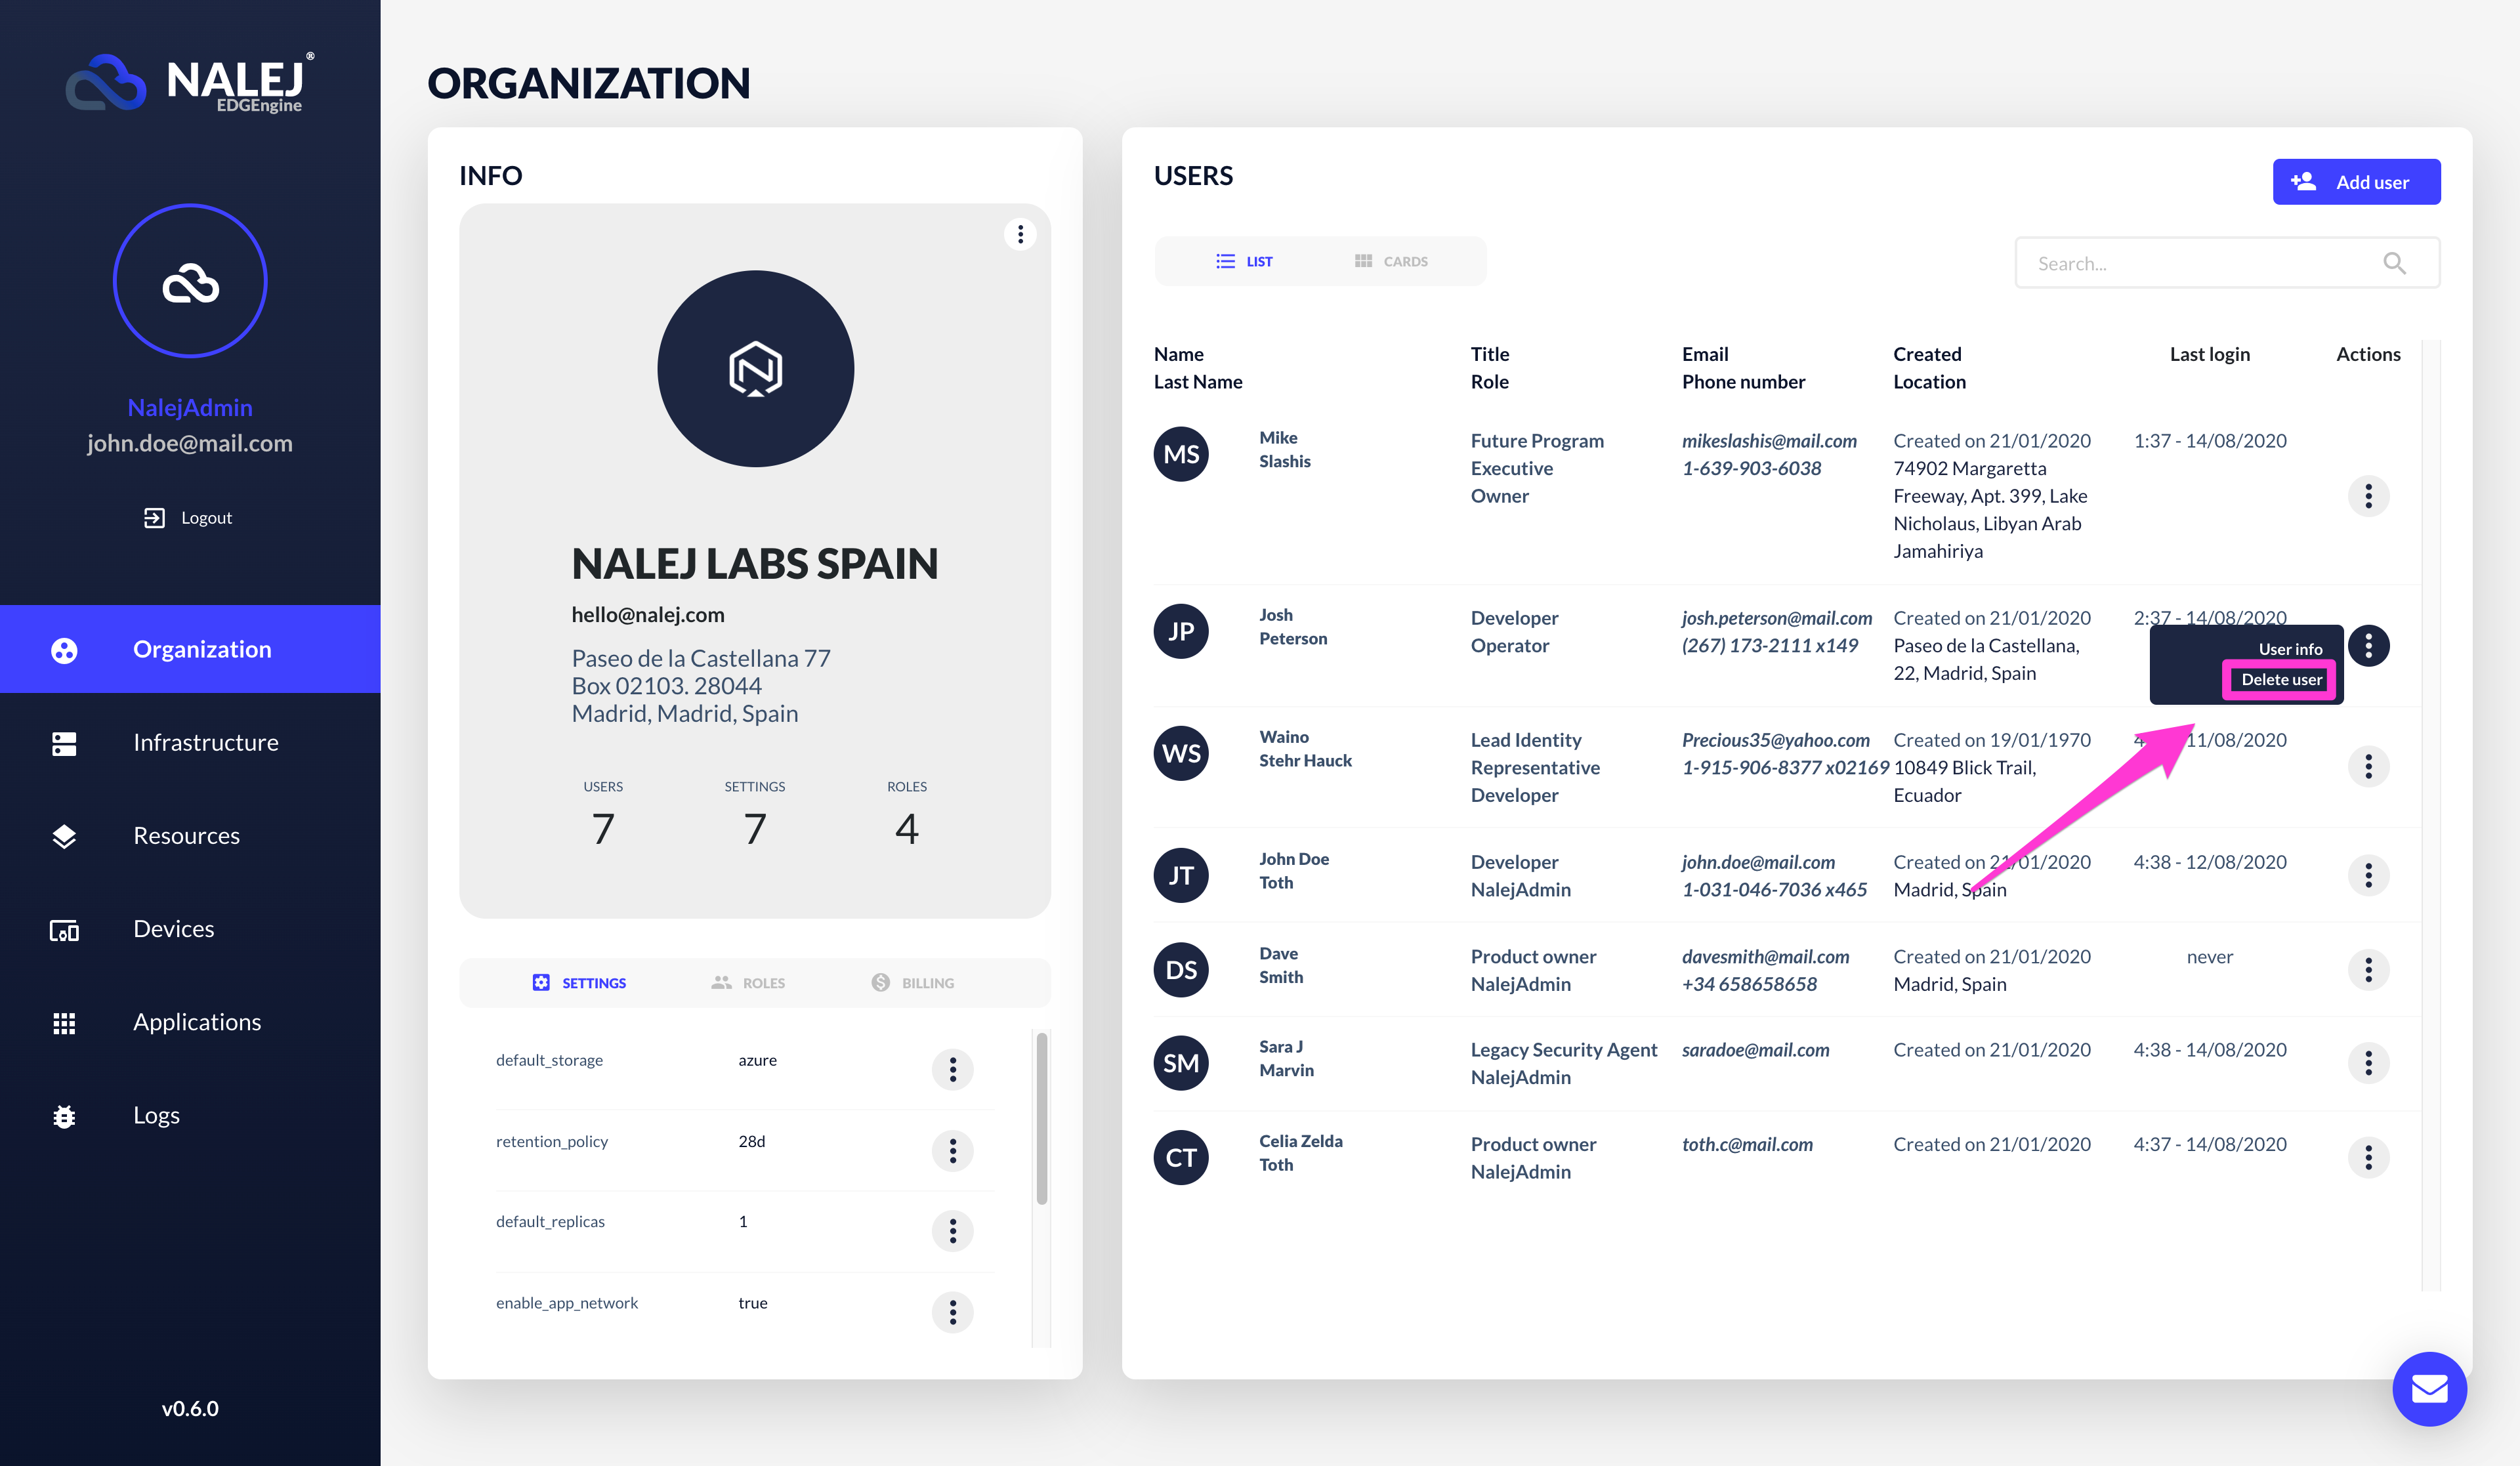 NALEJ®
EDGEngine
NalejAdmin
john.doe@mail.com
Logout
Organization
Infrastructure
Resources
Devices
Applications
Logs
v0.6.0
ORGANIZATION
INFO
NALEJ LABS SPAIN
hello@nalej.com
Paseo de la Castellana 77
Box 02103. 28044
Madrid, Madrid, Spain
USERS SETTINGS ROLES
7 7 4
SETTINGS ROLES BILLING
default_storage azure
retention_policy 28d
default_replicas 1
enable_app_network true
USERS
Add user
LIST CARDS
Search...
Name Title Email Created Last login Actions
Last Name Role Phone number Location
MS
Mike
Slashis
Future Program
Executive
Owner
mikeslashis@mail.com
1-639-903-6038
Created on 21/01/2020
74902 Margaretta
Freeway, Apt. 399, Lake
Nicholaus, Libyan Arab
Jamahiriya
1:37 - 14/08/2020
JP
Josh
Peterson
Developer
Operator
josh.peterson@mail.com
(267) 173-2111 x149
Created on 21/01/2020
Paseo de la Castellana,
22, Madrid, Spain
2:37 - 14/08/2020
User info
Delete user
WS
Waino
Stehr Hauck
Lead Identity
Representative
Developer
Precious35@yahoo.com
1-915-906-8377 x02169
Created on 19/01/1970
10849 Blick Trail,
Ecuador
11/08/2020
JT
John Doe
Toth
Developer
NalejAdmin
john.doe@mail.com
1-031-046-7036 x465
Created on 21/01/2020
Madrid, Spain
4:38 - 12/08/2020
DS
Dave
Smith
Product owner
NalejAdmin
davesmith@mail.com
+34 658658658
Created on 21/01/2020
Madrid, Spain
never
SM
Sara J
Marvin
Legacy Security Agent
NalejAdmin
saradoe@mail.com
Created on 21/01/2020
4:38 - 14/08/2020
CT
Celia Zelda
Toth
Product owner
NalejAdmin
toth.c@mail.com
Created on 21/01/2020
4:37 - 14/08/2020